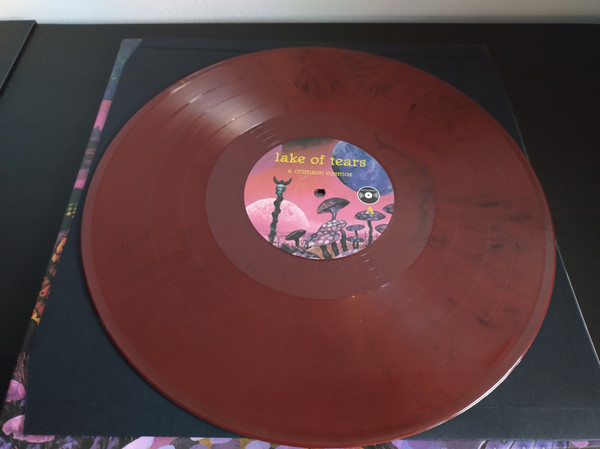 lake of tears
a crimson cosmos
A